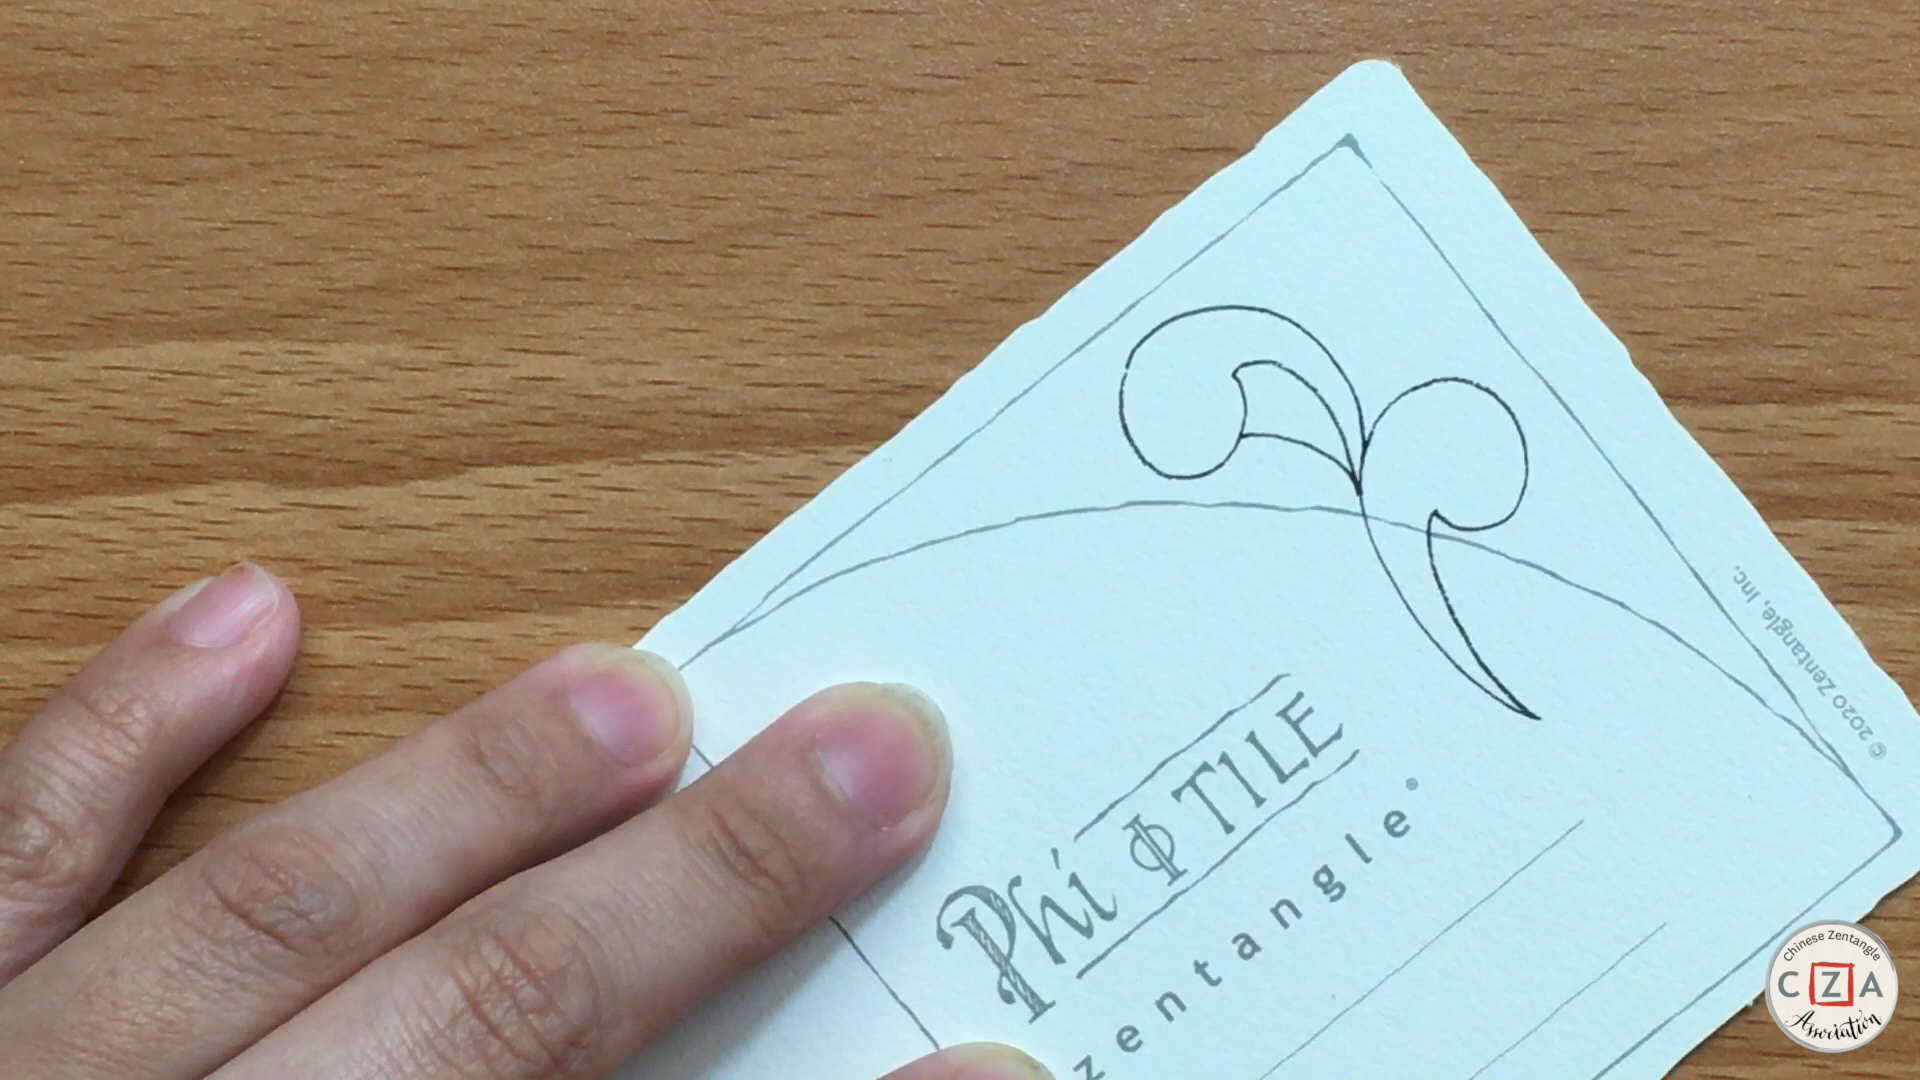 Phi Φ TILE
zentangle®
© 2020 Zentangle, Inc.
Chinese Zentangle
CZA
Association